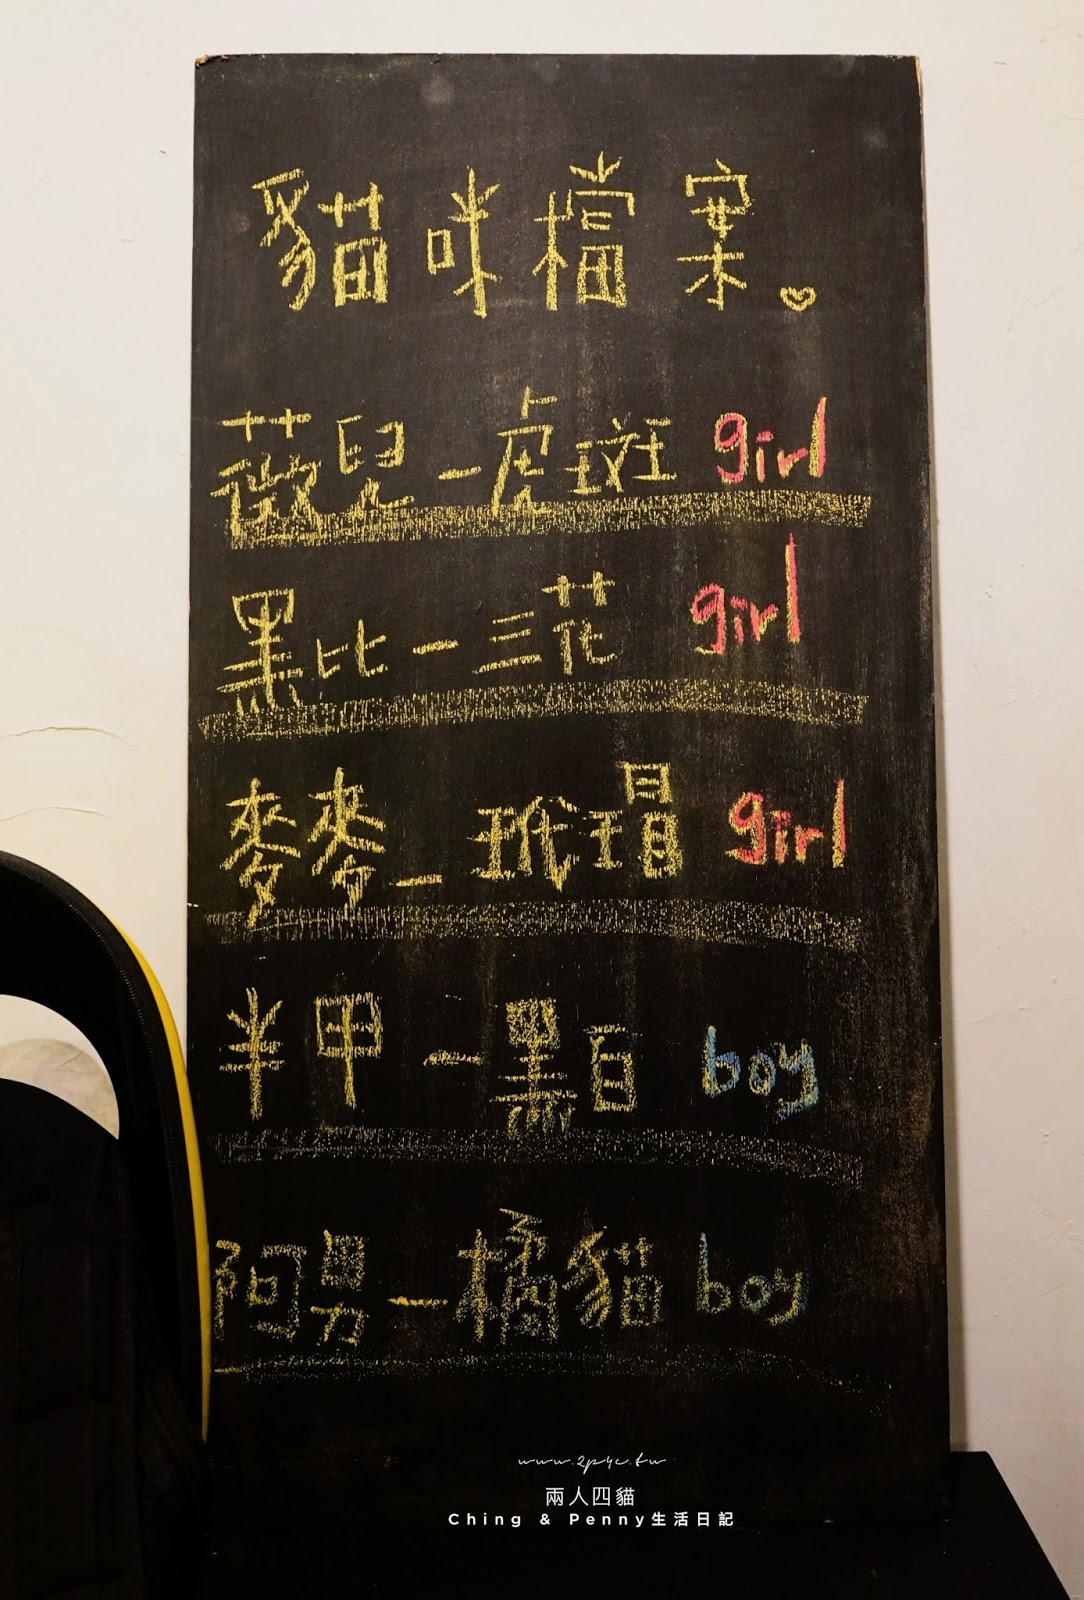 貓咪檔案
薇兒－虎斑 girl
黑比－三花 girl
麥麥－玳瑁 girl
半甲－黑白 boy
阿男－橘貓 boy
www.2p4c.tw
兩人四貓
Ching & Penny生活日記